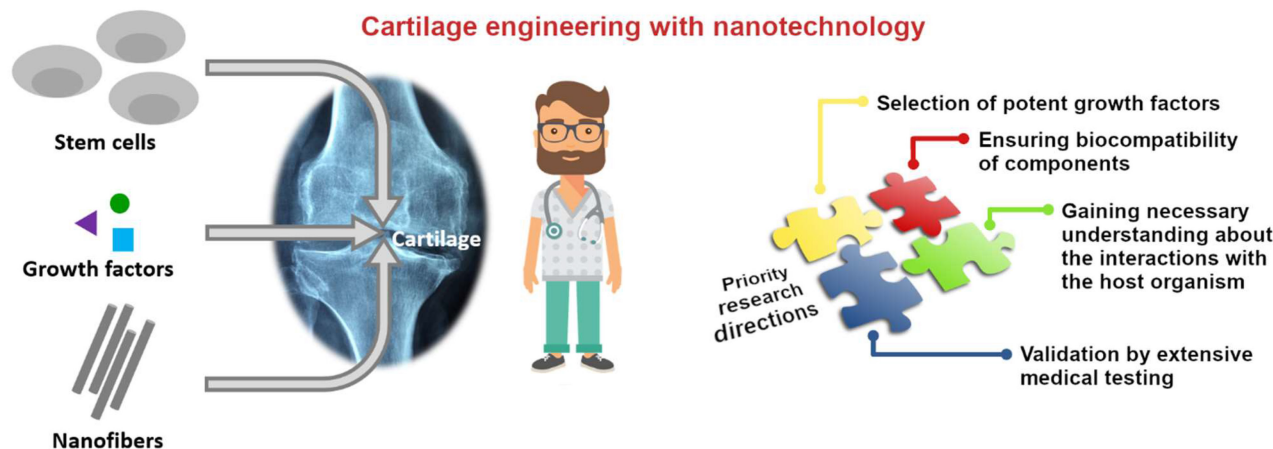 Cartilage engineering with nanotechnology
Stem cells
Growth factors
Nanofibers
Cartilage
Priority
research
directions
Selection of potent growth factors
Ensuring biocompatibility
of components
Gaining necessary
understanding about
the interactions with
the host organism
Validation by extensive
medical testing